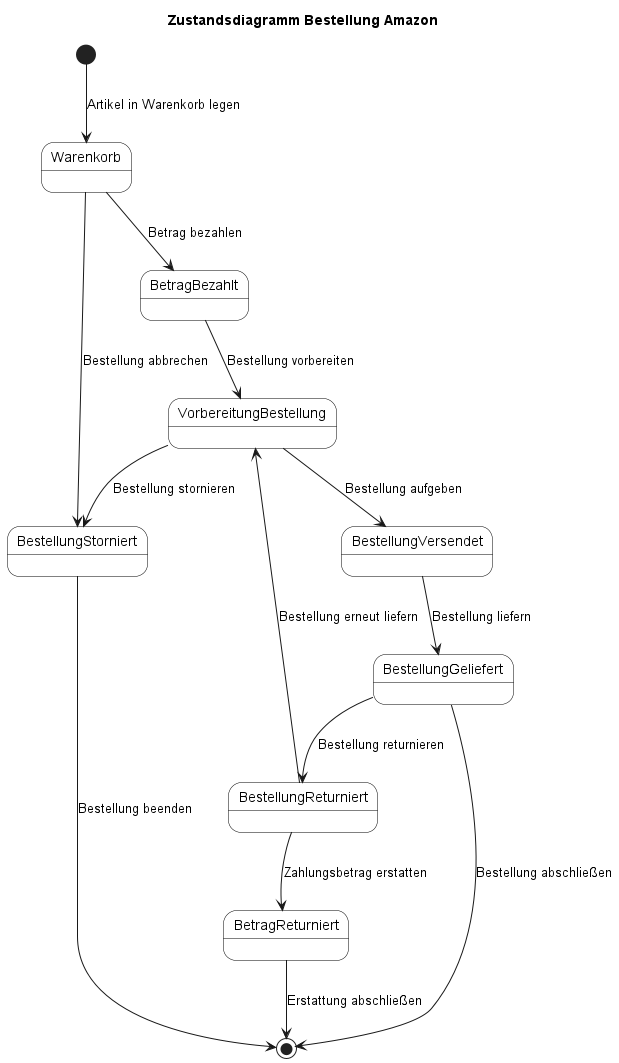 Zustandsdiagramm Bestellung Amazon
Artikel in Warenkorb legen
Warenkorb
Betrag bezahlen
BetragBezahlt
Bestellung abbrechen
Bestellung vorbereiten
VorbereitungBestellung
Bestellung stornieren
Bestellung aufgeben
BestellungStorniert
BestellungVersendet
Bestellung erneut liefern
Bestellung liefern
BestellungGeliefert
Bestellung returnieren
BestellungReturniert
Bestellung beenden
Zahlungsbetrag erstatten
Bestellung abschließen
BetragReturniert
Erstattung abschließen